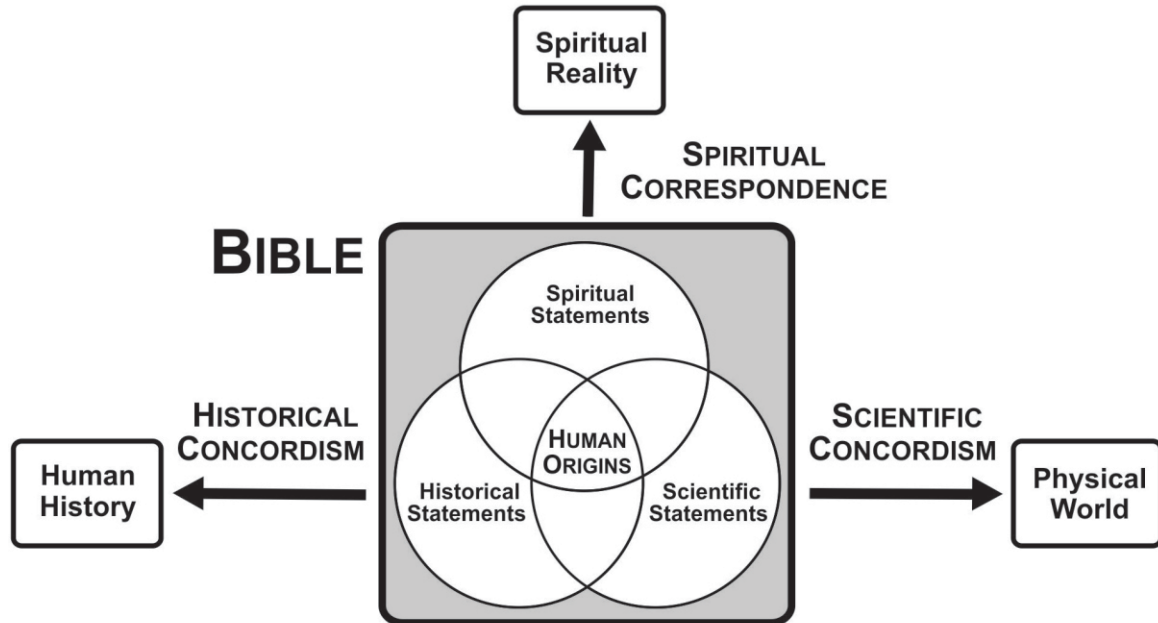 Spiritual
Reality
SPIRITUAL
CORRESPONDENCE
BIBLE
Spiritual
Statements
HISTORICAL
CONCORDISM
SCIENTIFIC
CONCORDISM
HUMAN
ORIGINS
Human
History
Historical
Statements
Scientific
Statements
Physical
World